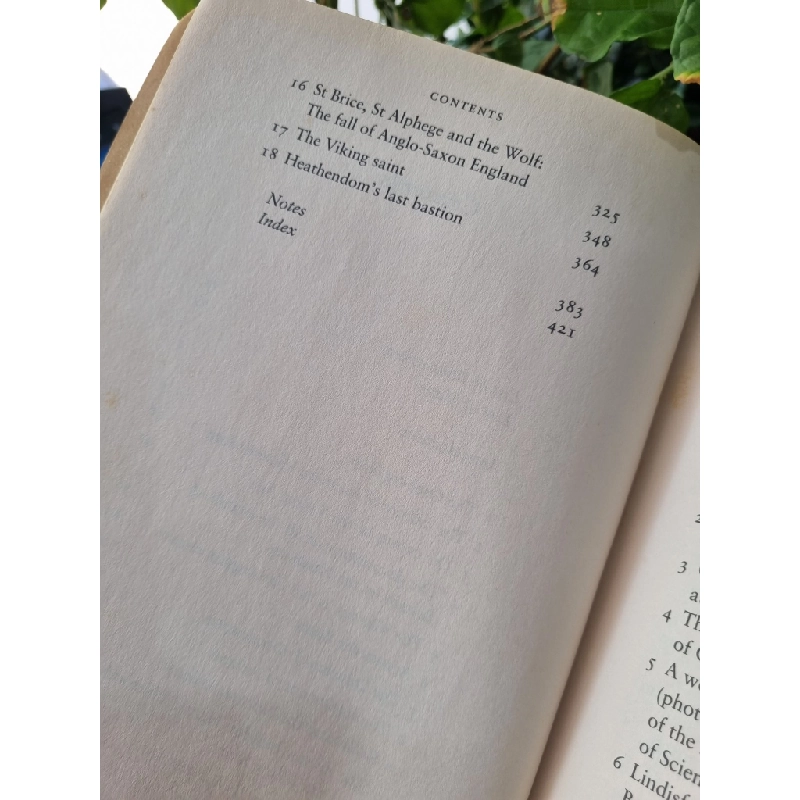 CONTENTS
16 St Brice, St Alphege and the Wolf:
The fall of Anglo-Saxon England 325
17 The Viking saint 348
18 Heathendom's last bastion 364
Notes 383
Index 421
3
4
of
5 A
(phot
of the
of Scien
6 Lindisf